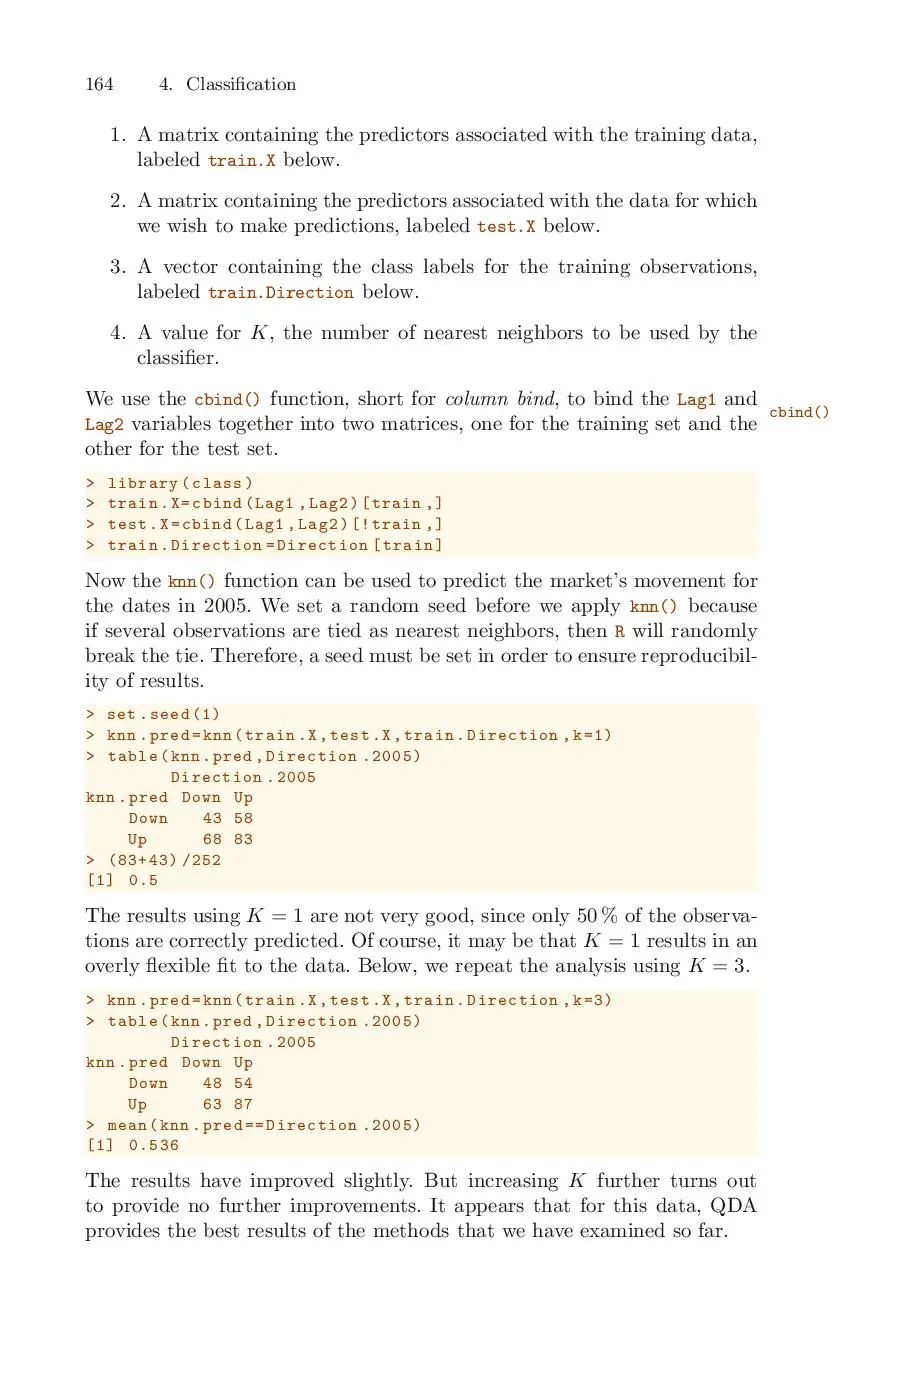 164 4. Classification
1. A matrix containing the predictors associated with the training data,
labeled train.X below.
2. A matrix containing the predictors associated with the data for which
we wish to make predictions, labeled test.X below.
3. A vector containing the class labels for the training observations,
labeled train.Direction below.
4. A value for K, the number of nearest neighbors to be used by the
classifier.
We use the cbind() function, short for column bind, to bind the Lag1 and
cbind()
Lag2 variables together into two matrices, one for the training set and the
other for the test set.
> library(class)
> train.X=cbind(Lag1,Lag2)[train,]
> test.X=cbind(Lag1,Lag2)[!train,]
> train.Direction=Direction[train]
Now the knn() function can be used to predict the market's movement for
the dates in 2005. We set a random seed before we apply knn() because
if several observations are tied as nearest neighbors, then R will randomly
break the tie. Therefore, a seed must be set in order to ensure reproducibil-
ity of results.
> set.seed(1)
> knn.pred=knn(train.X,test.X,train.Direction,k=1)
> table(knn.pred,Direction.2005)
Direction.2005
knn.pred Down Up
Down 43 58
Up 68 83
> (83+43)/252
[1] 0.5
The results using K = 1 are not very good, since only 50 % of the observa-
tions are correctly predicted. Of course, it may be that K = 1 results in an
overly flexible fit to the data. Below, we repeat the analysis using K = 3.
> knn.pred=knn(train.X,test.X,train.Direction,k=3)
> table(knn.pred,Direction.2005)
Direction.2005
knn.pred Down Up
Down 48 54
Up 63 87
> mean(knn.pred==Direction.2005)
[1] 0.536
The results have improved slightly. But increasing K further turns out
to provide no further improvements. It appears that for this data, QDA
provides the best results of the methods that we have examined so far.